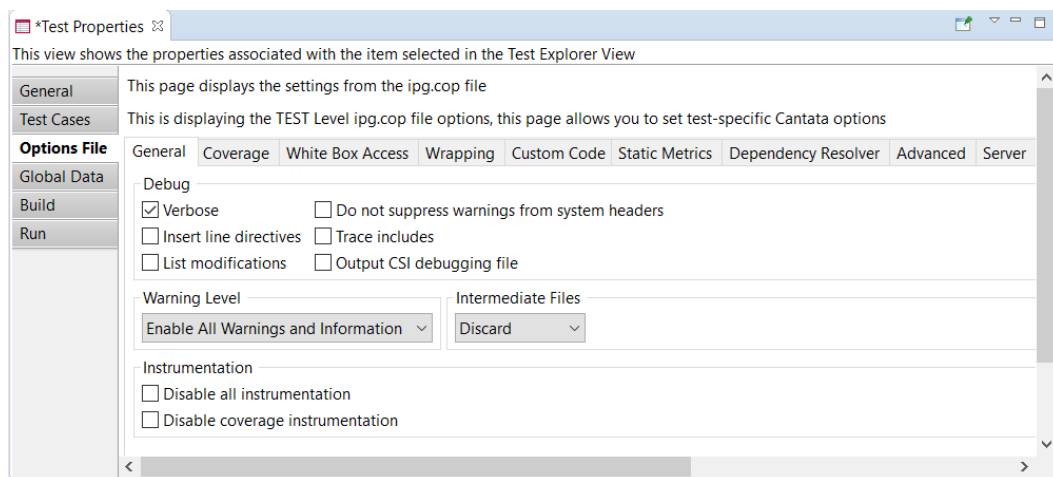 *Test Properties
This view shows the properties associated with the item selected in the Test Explorer View
General
Test Cases
Options File
Global Data
Build
Run
This page displays the settings from the ipg.cop file
This is displaying the TEST Level ipg.cop file options, this page allows you to set test-specific Cantata options
General Coverage White Box Access Wrapping Custom Code Static Metrics Dependency Resolver Advanced Server
Debug
Verbose Do not suppress warnings from system headers
Insert line directives Trace includes
List modifications Output CSI debugging file
Warning Level Intermediate Files
Enable All Warnings and Information Discard
Instrumentation
Disable all instrumentation
Disable coverage instrumentation